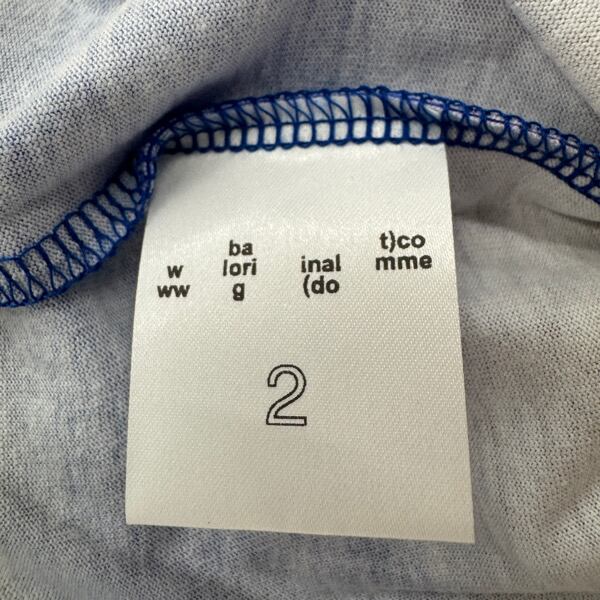 ba t)co
w lori inal mme
ww g (do
2